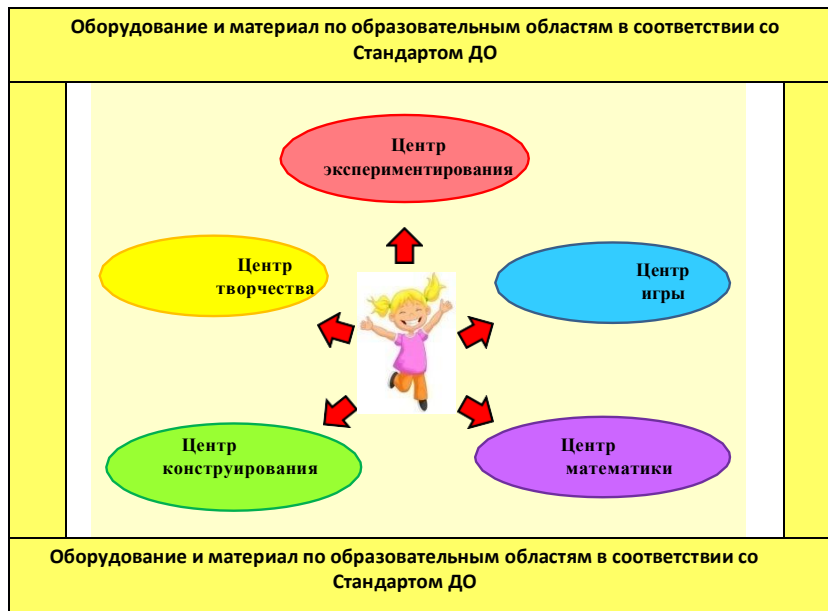 Оборудование и материал по образовательным областям в соответствии со
Стандартом ДО
Центр
экспериментирования
Центр
творчества
Центр
игры
Центр
конструирования
Центр
математики
Оборудование и материал по образовательным областям в соответствии со
Стандартом ДО